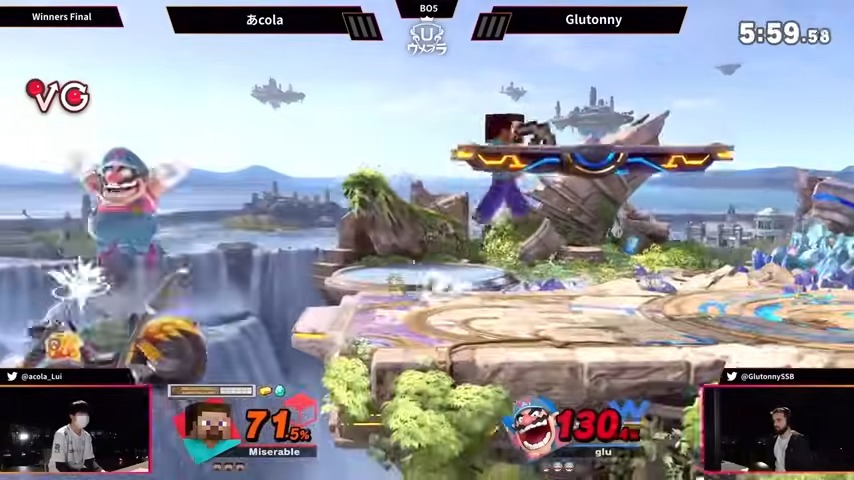 Winners Final
あcola
BO5
Glutonny
5:59.58
U
ウメブラ
VG
@acola_Lui
@GlutonnySSB
71.5%
Miserable
130
glu